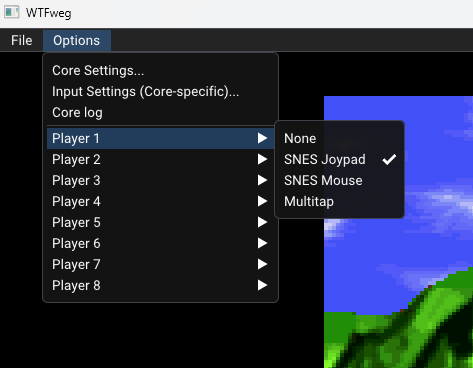 WTFweg
File Options
Core Settings...
Input Settings (Core-specific)...
Core log
Player 1
Player 2
Player 3
Player 4
Player 5
Player 6
Player 7
Player 8
None
SNES Joypad
SNES Mouse
Multitap